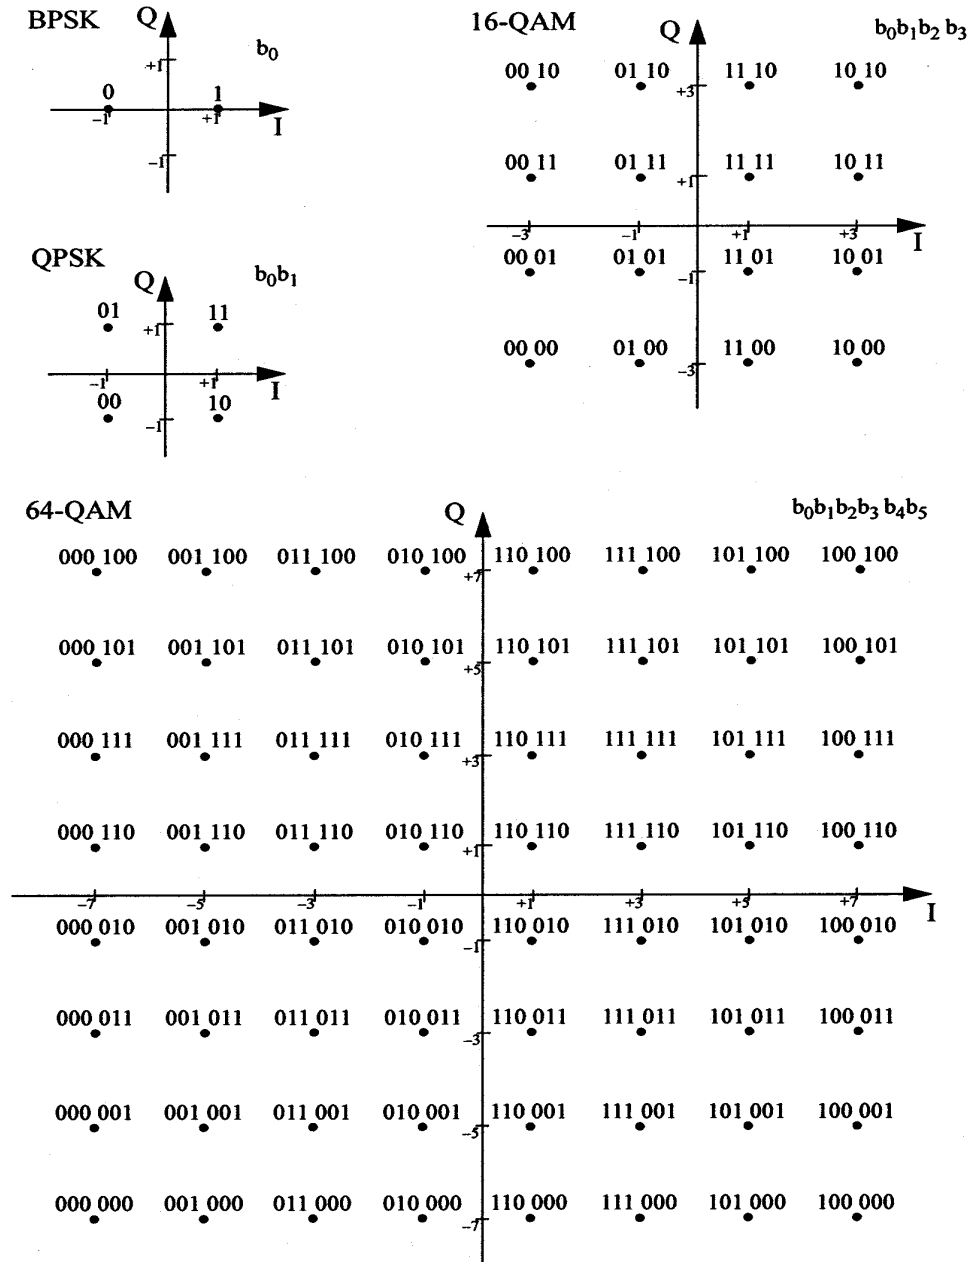 BPSK
Q
b0
+1
0 1
−1 +1
I
−1
QPSK
Q
b0b1
01 11
+1
−1 +1
I
00 10
−1
16-QAM
Q
b0b1b2 b3
00 10 01 10 11 10 10 10
+3
00 11 01 11 11 11 10 11
+1
−3 −1 +1 +3
I
00 01 01 01 11 01 10 01
−1
00 00 01 00 11 00 10 00
−3
64-QAM
Q
b0b1b2b3 b4b5
000 100 001 100 011 100 010 100 110 100 111 100 101 100 100 100
+7
000 101 001 101 011 101 010 101 110 101 111 101 101 101 100 101
+5
000 111 001 111 011 111 010 111 110 111 111 111 101 111 100 111
+3
000 110 001 110 011 110 010 110 110 110 111 110 101 110 100 110
+1
−7 −5 −3 −1 +1 +3 +5 +7
I
000 010 001 010 011 010 010 010 110 010 111 010 101 010 100 010
−1
000 011 001 011 011 011 010 011 110 011 111 011 101 011 100 011
−3
000 001 001 001 011 001 010 001 110 001 111 001 101 001 100 001
−5
000 000 001 000 011 000 010 000 110 000 111 000 101 000 100 000
−7